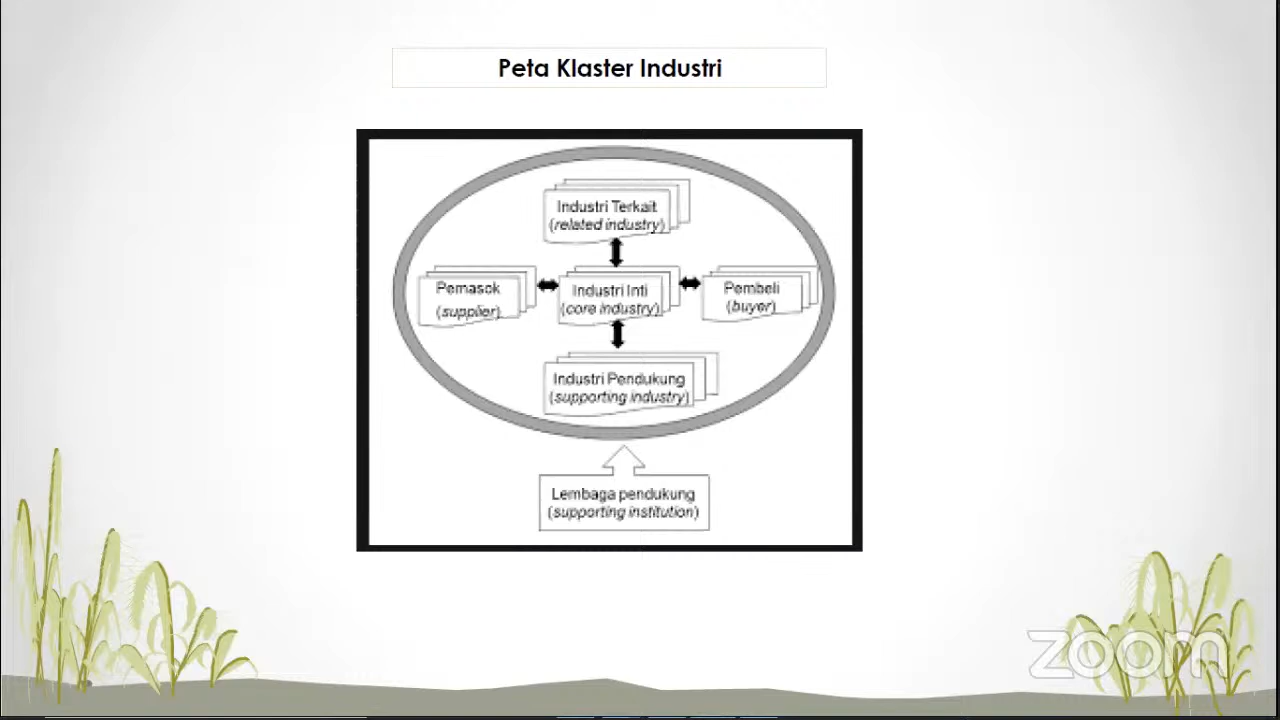 Peta Klaster Industri
Industri Terkait
(related industry)
Pemasok
(supplier)
Industri Inti
(core industry)
Pembeli
(buyer)
Industri Pendukung
(supporting industry)
Lembaga pendukung
(supporting institution)
zoom